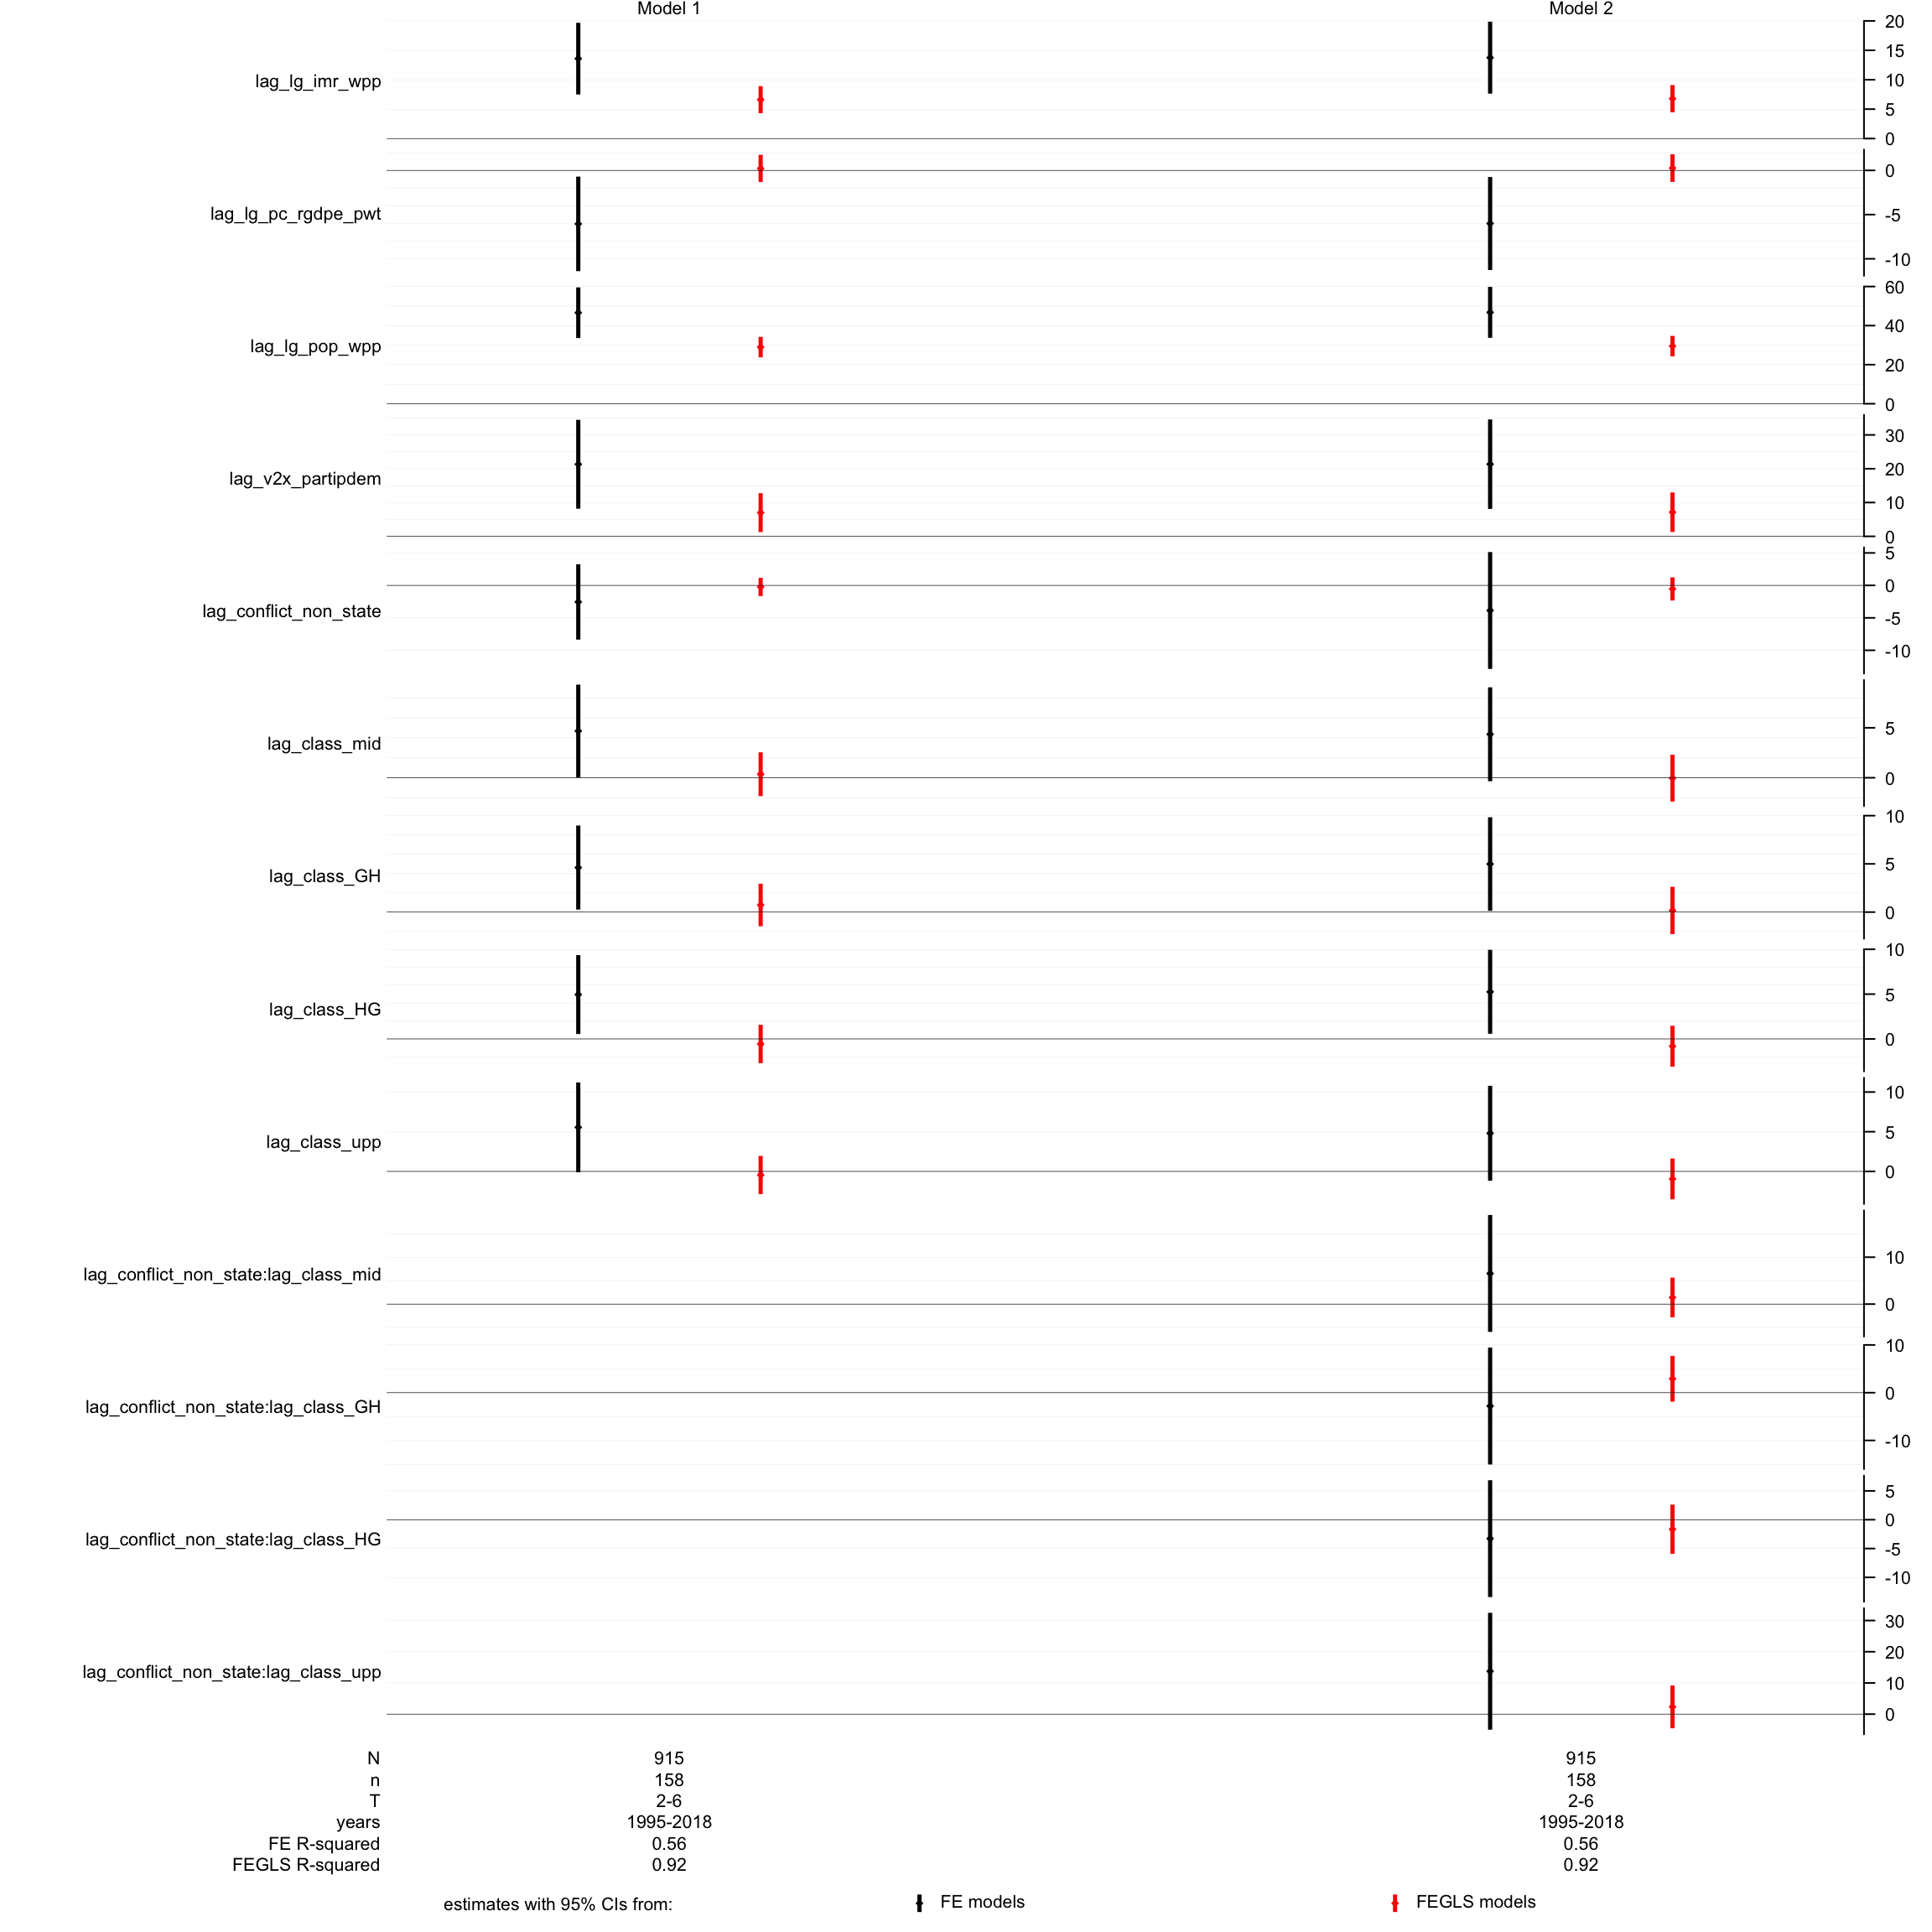 Model 1 Model 2
lag_lg_imr_wpp
20
15
10
5
0
lag_lg_pc_rgdpe_pwt
0
-5
-10
lag_lg_pop_wpp
60
40
20
0
lag_v2x_partipdem
30
20
10
0
lag_conflict_non_state
5
0
-5
-10
lag_class_mid
5
0
lag_class_GH
10
5
0
lag_class_HG
10
5
0
lag_class_upp
10
5
0
lag_conflict_non_state:lag_class_mid
10
0
lag_conflict_non_state:lag_class_GH
10
0
-10
lag_conflict_non_state:lag_class_HG
5
0
-5
-10
lag_conflict_non_state:lag_class_upp
30
20
10
0
N 915 915
n 158 158
T 2-6 2-6
years 1995-2018 1995-2018
FE R-squared 0.56 0.56
FEGLS R-squared 0.92 0.92
estimates with 95% CIs from: FE models FEGLS models